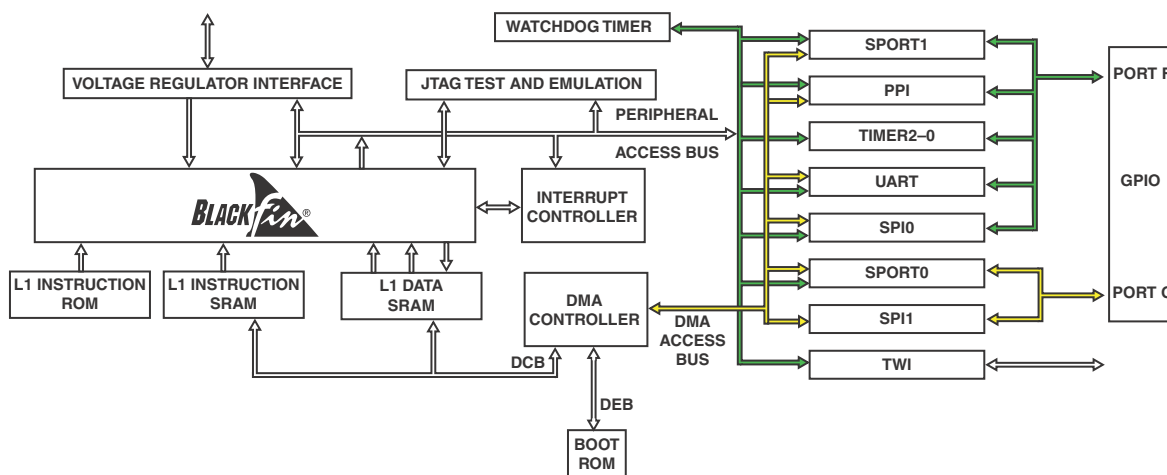 WATCHDOG TIMER
VOLTAGE REGULATOR INTERFACE
JTAG TEST AND EMULATION
PERIPHERAL
ACCESS BUS
BLACKfin®
INTERRUPT
CONTROLLER
L1 INSTRUCTION
ROM
L1 INSTRUCTION
SRAM
L1 DATA
SRAM
DMA
CONTROLLER
DCB
DEB
BOOT
ROM
DMA
ACCESS
BUS
SPORT1
PPI
TIMER2–0
UART
SPI0
SPORT0
SPI1
TWI
PORT
GPIO
PORT